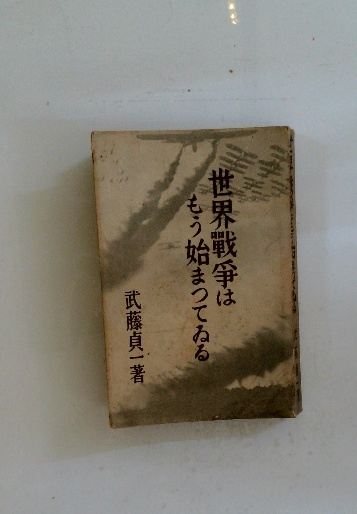 世界戰爭は
もう始まつてゐる
武藤貞一著